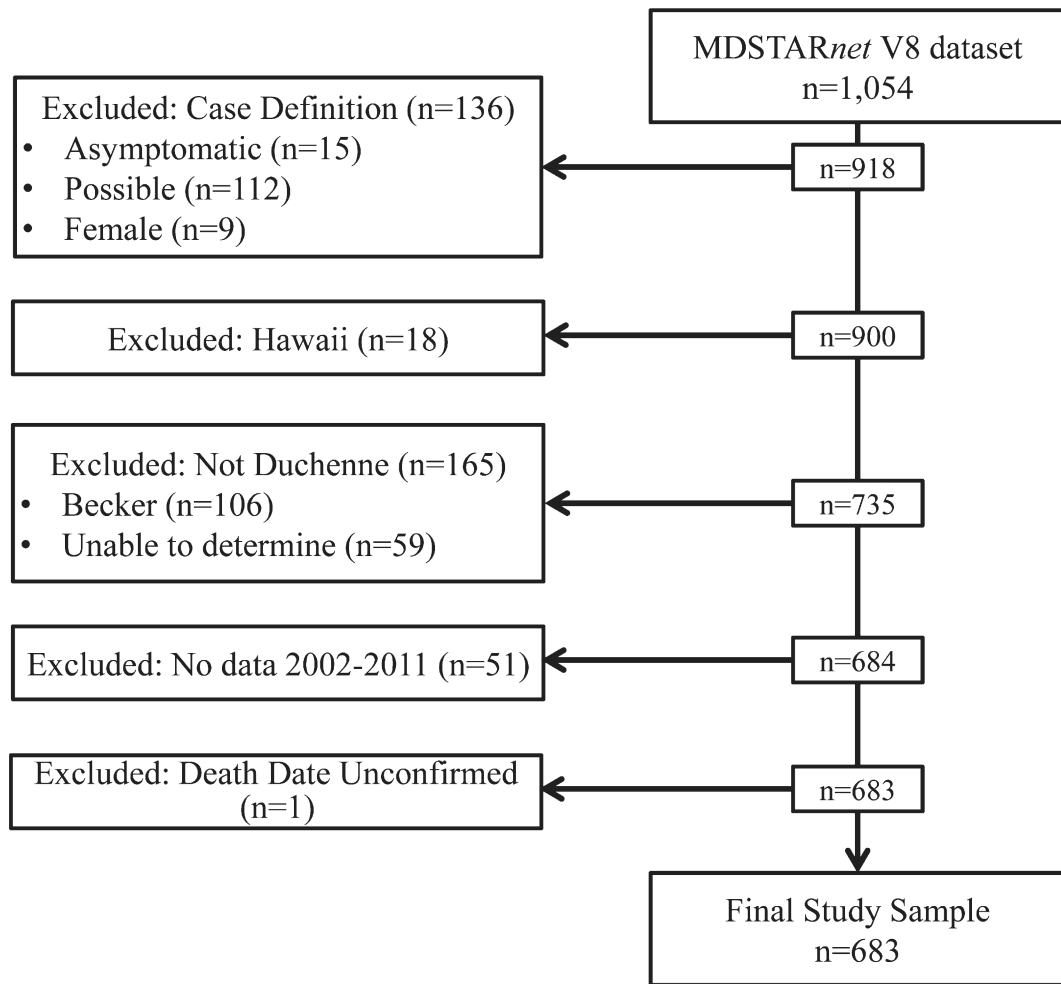 MDSTARnet V8 dataset
n=1,054
Excluded: Case Definition (n=136)
• Asymptomatic (n=15)
• Possible (n=112)
• Female (n=9)
n=918
Excluded: Hawaii (n=18)
n=900
Excluded: Not Duchenne (n=165)
• Becker (n=106)
• Unable to determine (n=59)
n=735
Excluded: No data 2002-2011 (n=51)
n=684
Excluded: Death Date Unconfirmed
(n=1)
n=683
Final Study Sample
n=683